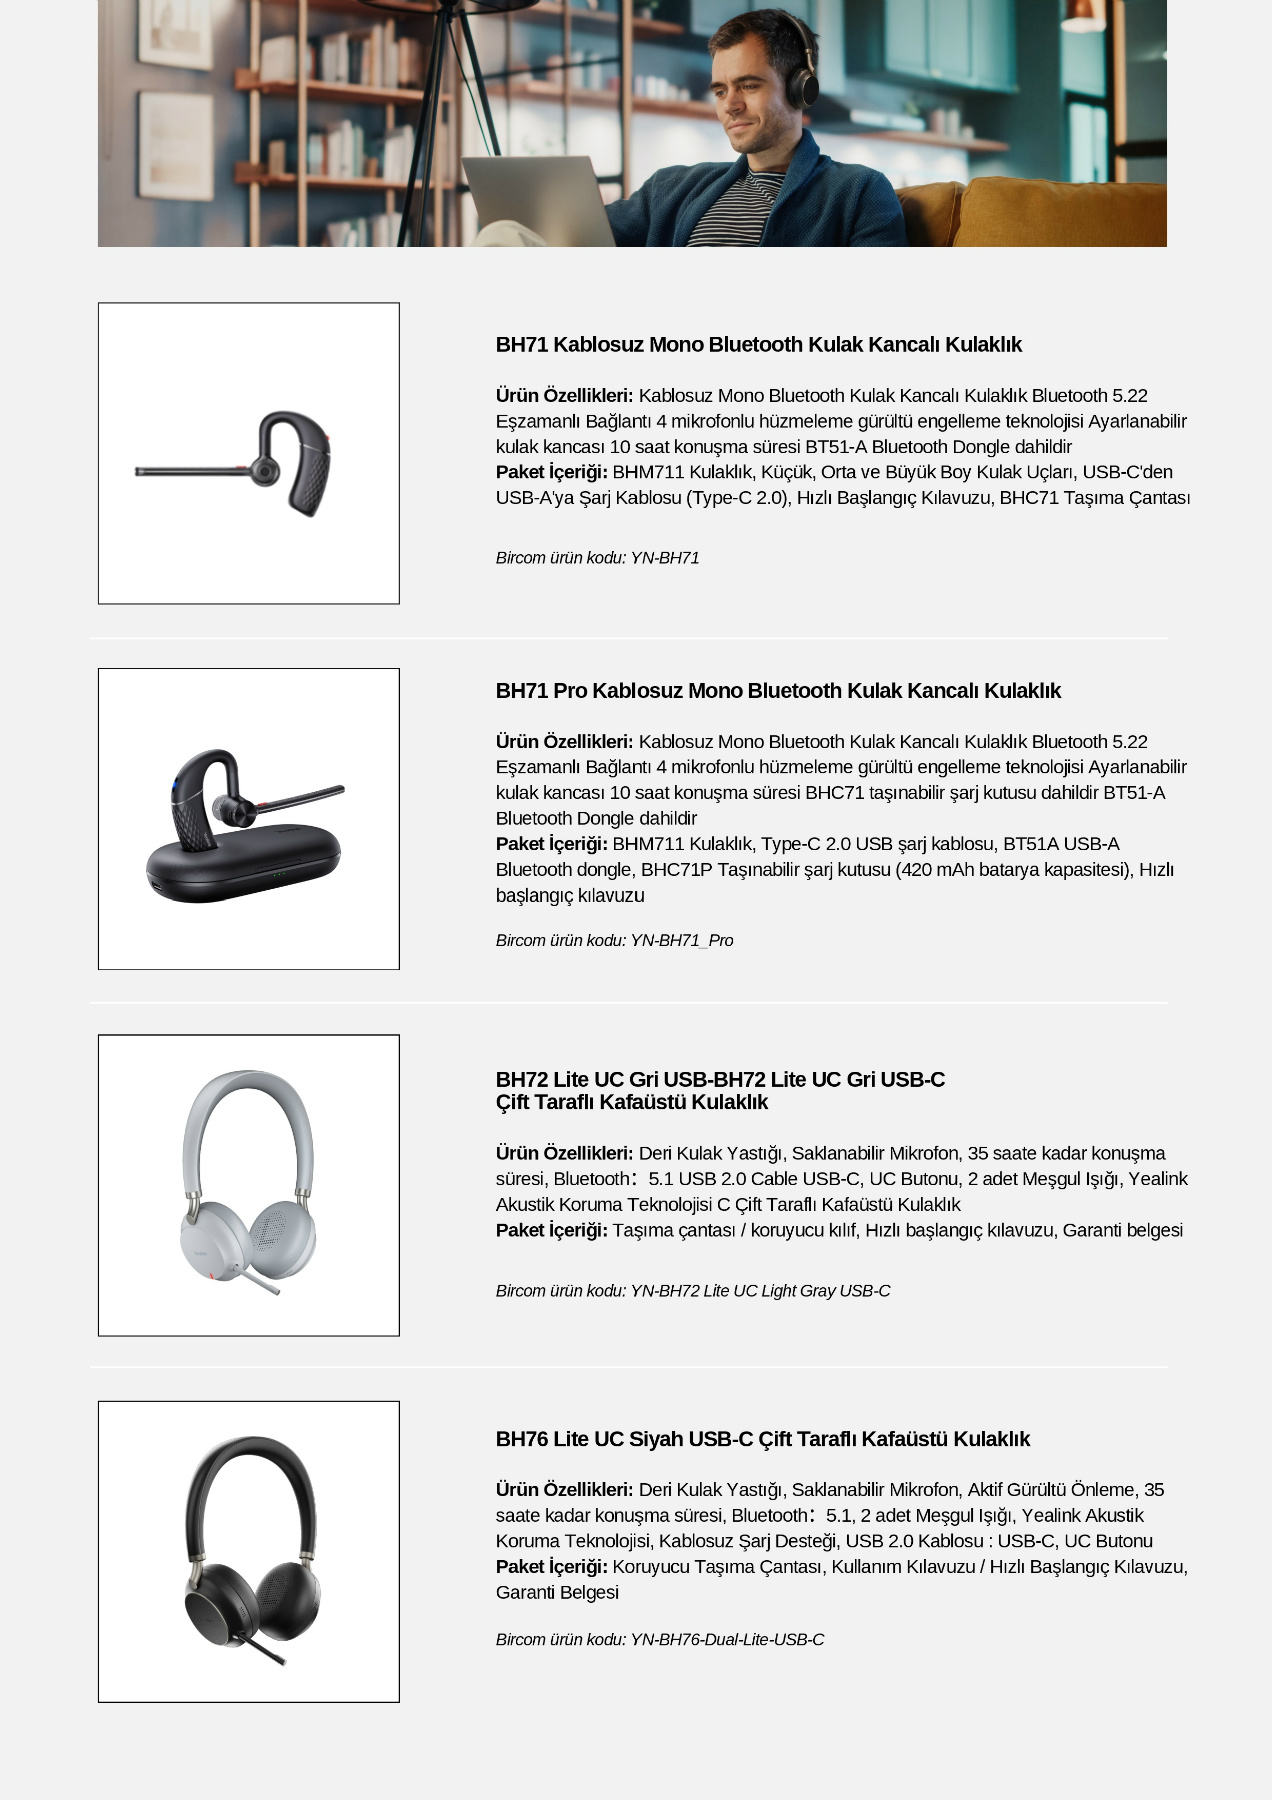 BH71 Kablosuz Mono Bluetooth Kulak Kancalı Kulaklık
Ürün Özellikleri: Kablosuz Mono Bluetooth Kulak Kancalı Kulaklık Bluetooth 5.22
Eşzamanlı Bağlantı 4 mikrofonlu hüzmeleme gürültü engelleme teknolojisi Ayarlanabilir
kulak kancası 10 saat konuşma süresi BT51-A Bluetooth Dongle dahildir
Paket İçeriği: BHM711 Kulaklık, Küçük, Orta ve Büyük Boy Kulak Uçları, USB-C'den
USB-A'ya Şarj Kablosu (Type-C 2.0), Hızlı Başlangıç Kılavuzu, BHC71 Taşıma Çantası
Bircom ürün kodu: YN-BH71
BH71 Pro Kablosuz Mono Bluetooth Kulak Kancalı Kulaklık
Ürün Özellikleri: Kablosuz Mono Bluetooth Kulak Kancalı Kulaklık Bluetooth 5.22
Eşzamanlı Bağlantı 4 mikrofonlu hüzmeleme gürültü engelleme teknolojisi Ayarlanabilir
kulak kancası 10 saat konuşma süresi BHC71 taşınabilir şarj kutusu dahildir BT51-A
Bluetooth Dongle dahildir
Paket İçeriği: BHM711 Kulaklık, Type-C 2.0 USB şarj kablosu, BT51A USB-A
Bluetooth dongle, BHC71P Taşınabilir şarj kutusu (420 mAh batarya kapasitesi), Hızlı
başlangıç kılavuzu
Bircom ürün kodu: YN-BH71_Pro
BH72 Lite UC Gri USB-BH72 Lite UC Gri USB-C
Çift Taraflı Kafaüstü Kulaklık
Ürün Özellikleri: Deri Kulak Yastığı, Saklanabilir Mikrofon, 35 saate kadar konuşma
süresi, Bluetooth：5.1 USB 2.0 Cable USB-C, UC Butonu, 2 adet Meşgul Işığı, Yealink
Akustik Koruma Teknolojisi C Çift Taraflı Kafaüstü Kulaklık
Paket İçeriği: Taşıma çantası / koruyucu kılıf, Hızlı başlangıç kılavuzu, Garanti belgesi
Bircom ürün kodu: YN-BH72 Lite UC Light Gray USB-C
BH76 Lite UC Siyah USB-C Çift Taraflı Kafaüstü Kulaklık
Ürün Özellikleri: Deri Kulak Yastığı, Saklanabilir Mikrofon, Aktif Gürültü Önleme, 35
saate kadar konuşma süresi, Bluetooth：5.1, 2 adet Meşgul Işığı, Yealink Akustik
Koruma Teknolojisi, Kablosuz Şarj Desteği, USB 2.0 Kablosu : USB-C, UC Butonu
Paket İçeriği: Koruyucu Taşıma Çantası, Kullanım Kılavuzu / Hızlı Başlangıç Kılavuzu,
Garanti Belgesi
Bircom ürün kodu: YN-BH76-Dual-Lite-USB-C